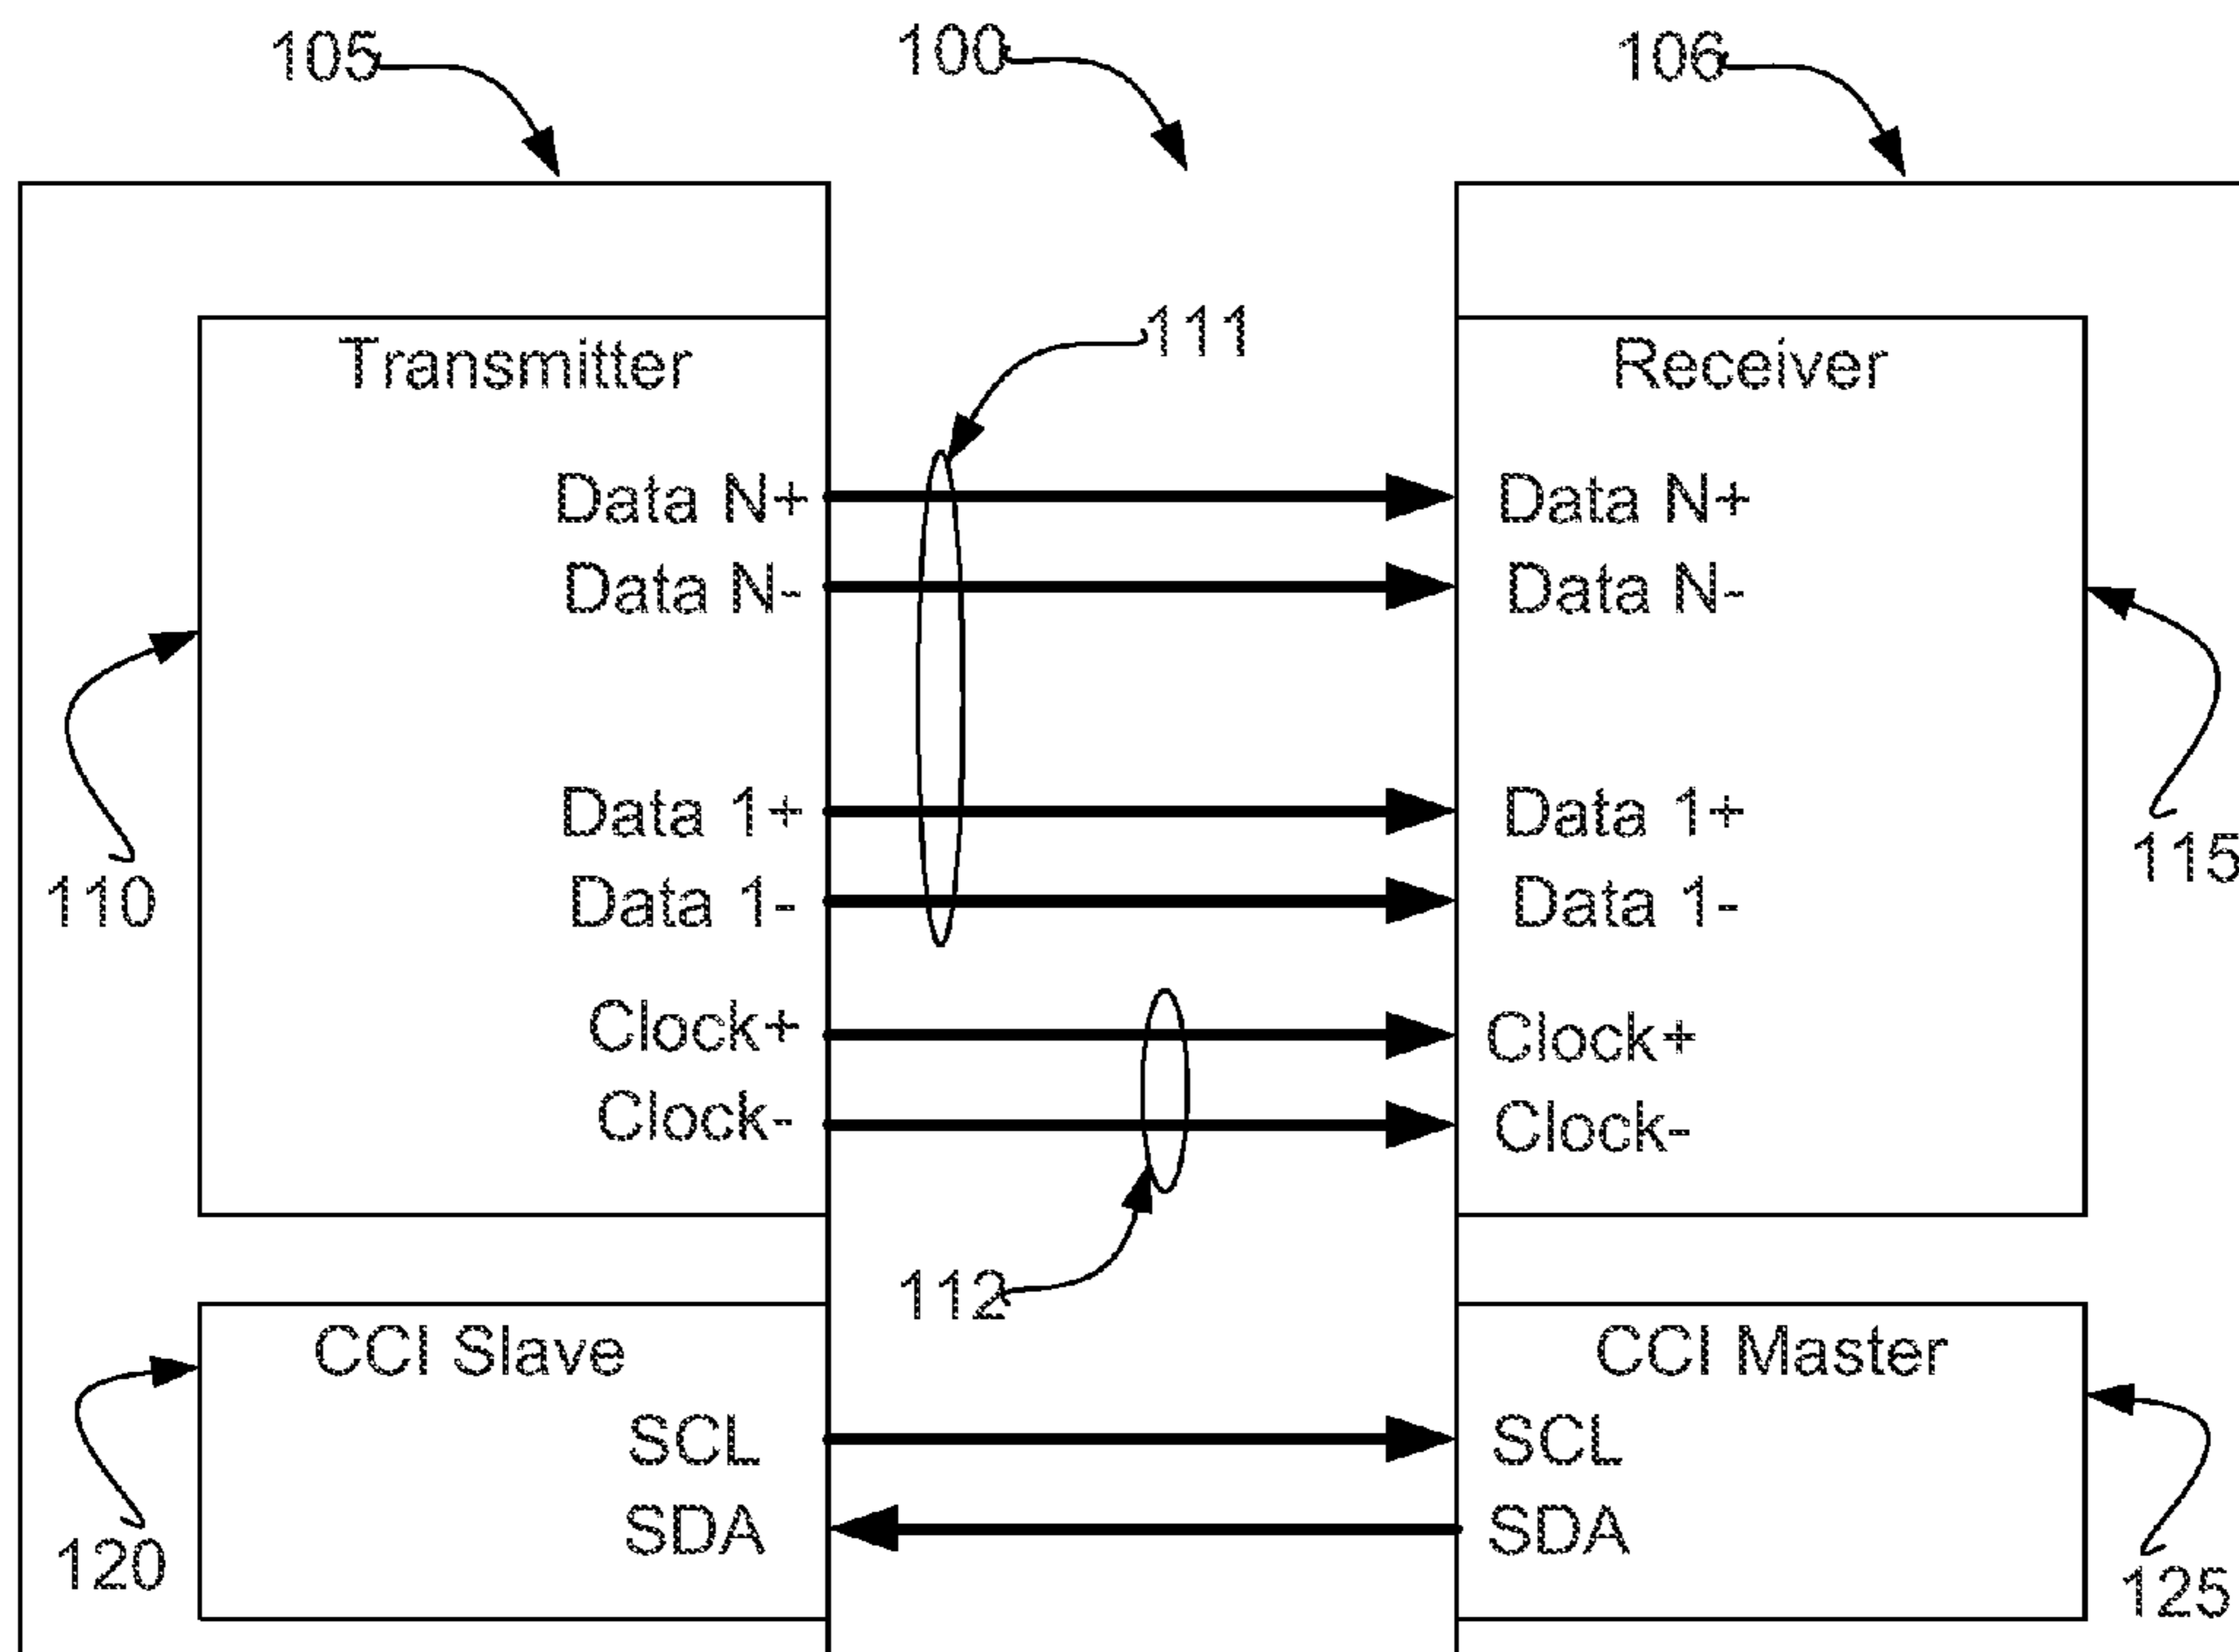 105
100
106
111
Transmitter
Receiver
Data N+
Data N+
Data N-
Data N-
Data 1+
Data 1+
110
Data 1-
Data 1-
115
Clock+
Clock+
Clock-
Clock-
112
CCI Slave
CCI Master
SCL
SCL
SDA
SDA
120
125